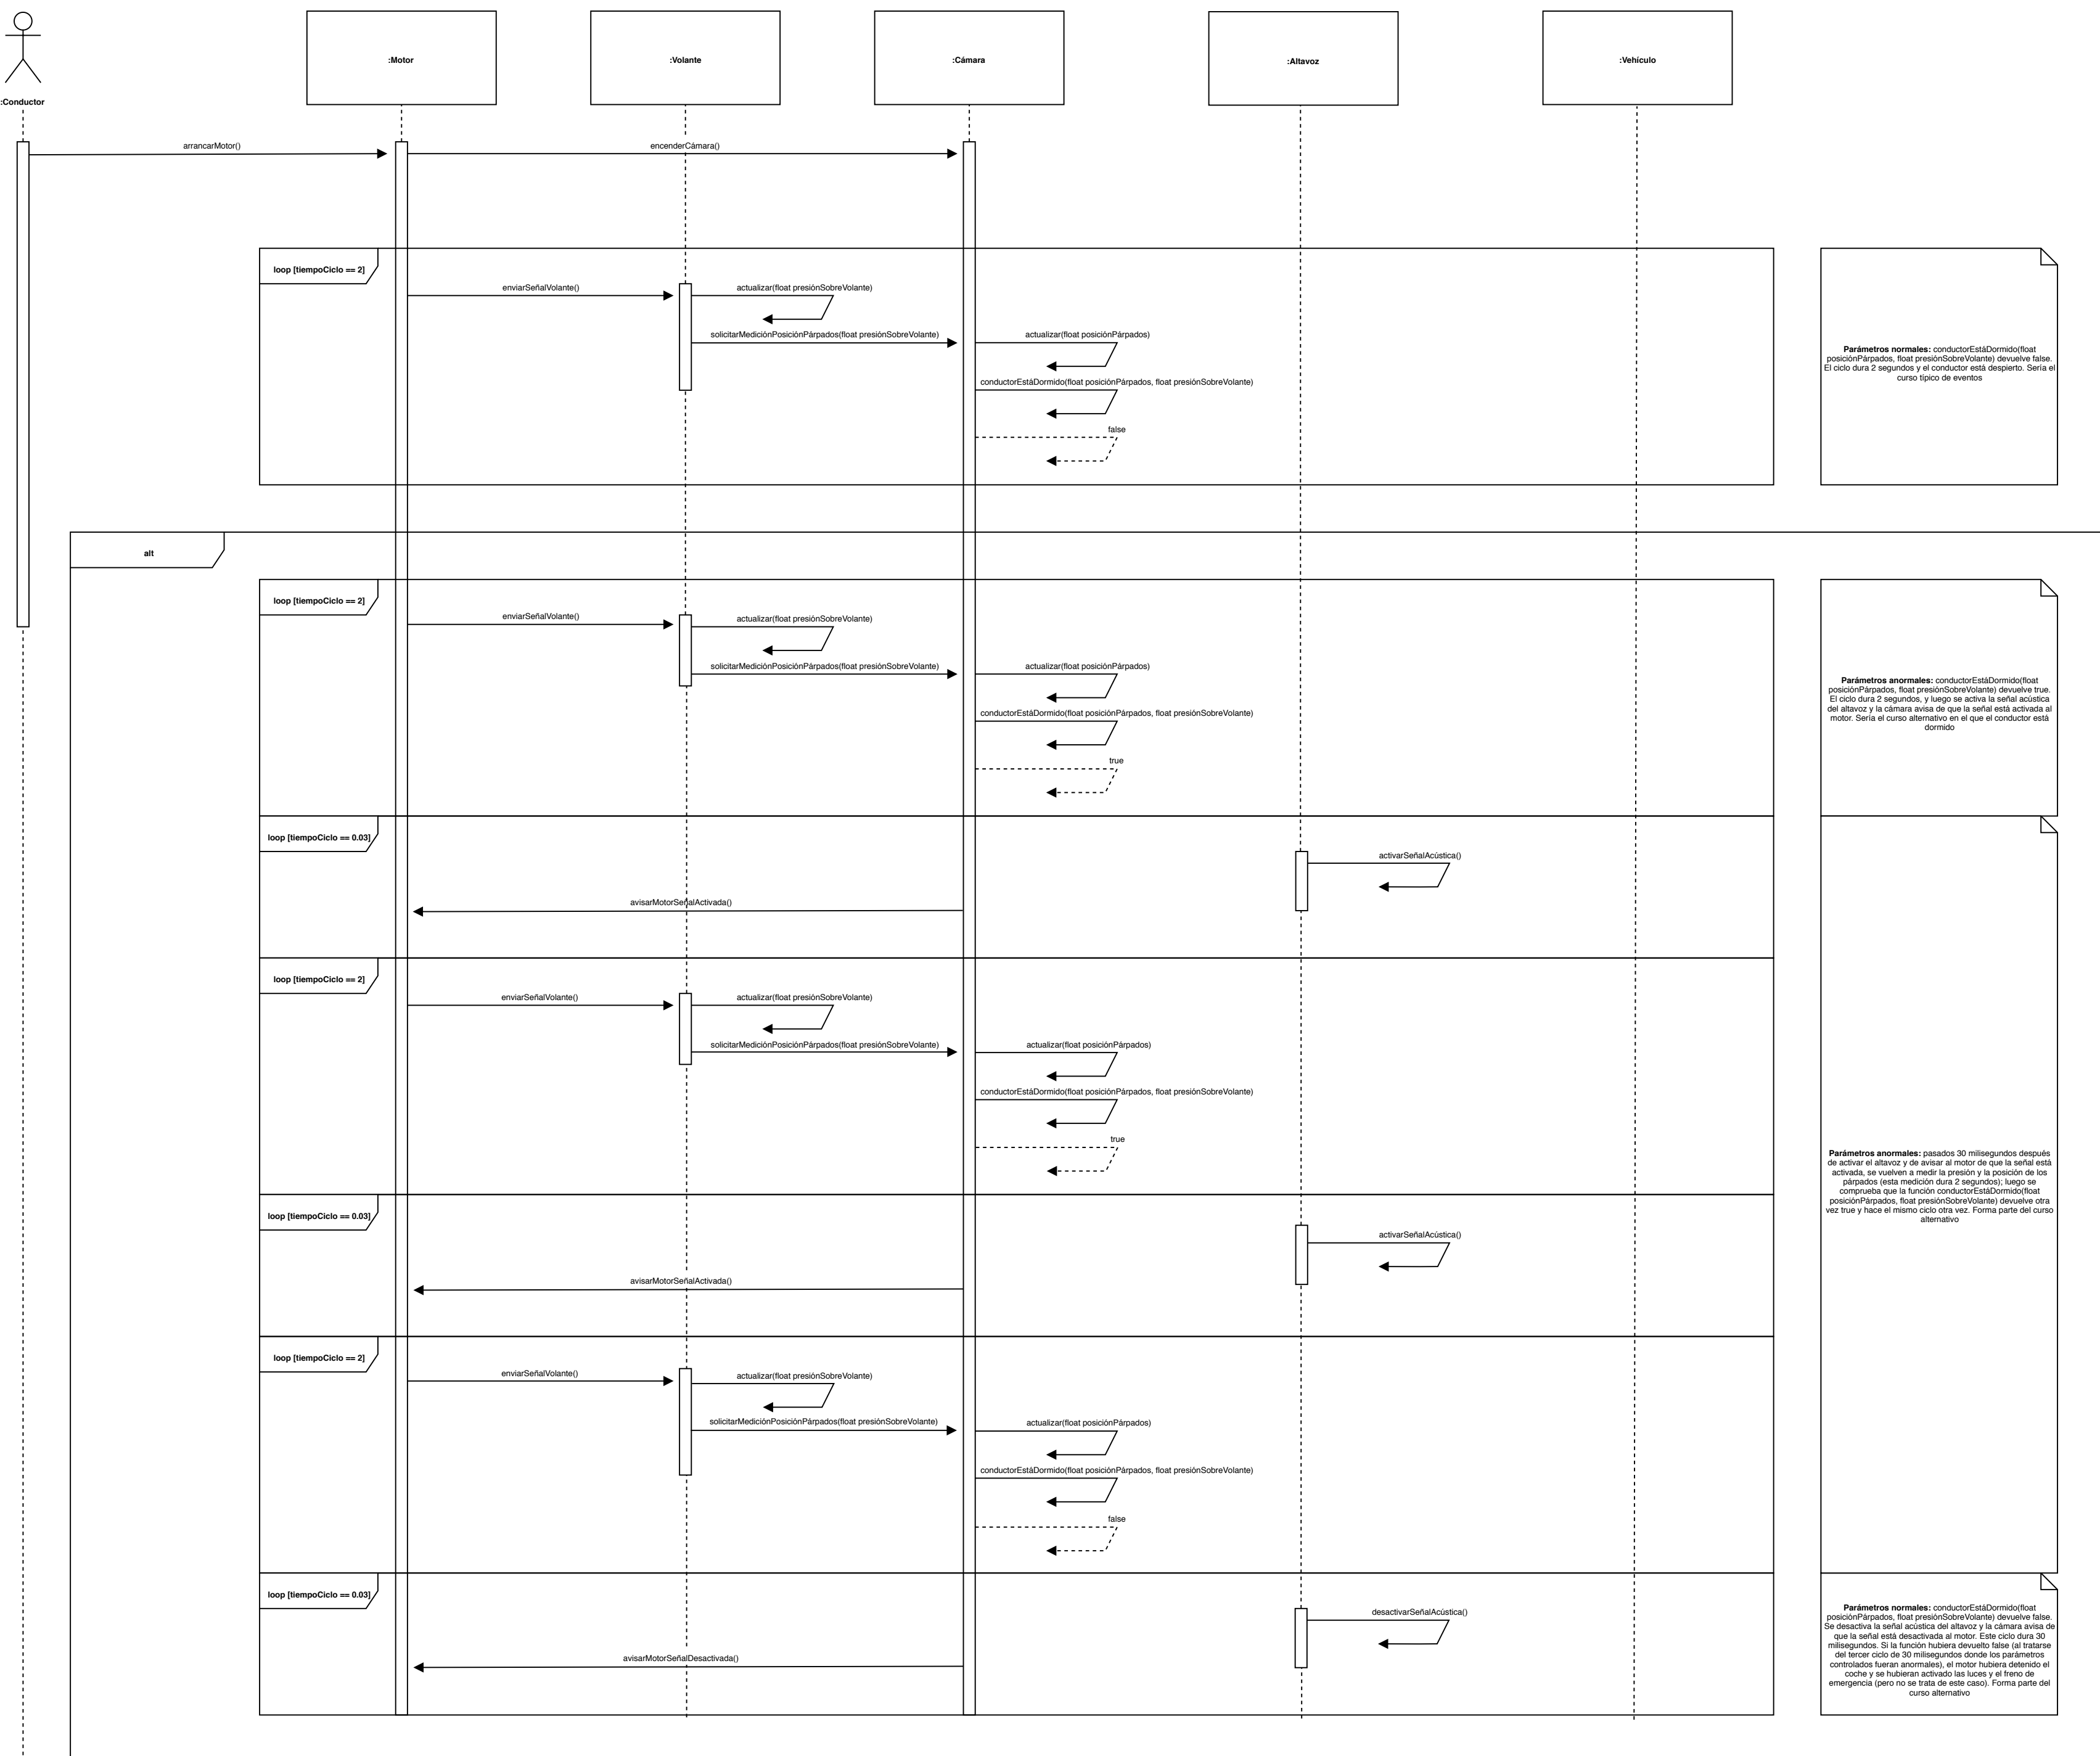 :Conductor
:Motor
:Volante
:Cámara
:Altavoz
:Vehículo
arrancarMotor()
encenderCámara()
loop [tiempoCiclo == 2]
enviarSeñalVolante()
actualizar(float presiónSobreVolante)
solicitarMediciónPosiciónPárpados(float presiónSobreVolante)
actualizar(float posiciónPárpados)
conductorEstáDormido(float posiciónPárpados, float presiónSobreVolante)
false
Parámetros normales: conductorEstáDormido(float
posiciónPárpados, float presiónSobreVolante) devuelve false.
El ciclo dura 2 segundos y el conductor está despierto. Sería el
curso típico de eventos
alt
loop [tiempoCiclo == 2]
enviarSeñalVolante()
actualizar(float presiónSobreVolante)
solicitarMediciónPosiciónPárpados(float presiónSobreVolante)
actualizar(float posiciónPárpados)
conductorEstáDormido(float posiciónPárpados, float presiónSobreVolante)
true
Parámetros anormales: conductorEstáDormido(float
posiciónPárpados, float presiónSobreVolante) devuelve true.
El ciclo dura 2 segundos, y luego se activa la señal acústica
del altavoz y la cámara avisa de que la señal está activada al
motor. Sería el curso alternativo en el que el conductor está
dormido
loop [tiempoCiclo == 0.03]
activarSeñalAcústica()
avisarMotorSeñalActivada()
loop [tiempoCiclo == 2]
enviarSeñalVolante()
actualizar(float presiónSobreVolante)
solicitarMediciónPosiciónPárpados(float presiónSobreVolante)
actualizar(float posiciónPárpados)
conductorEstáDormido(float posiciónPárpados, float presiónSobreVolante)
true
Parámetros anormales: pasados 30 milisegundos después
de activar el altavoz y de avisar al motor de que la señal está
activada, se vuelven a medir la presión y la posición de los
párpados (esta medición dura 2 segundos); luego se
comprueba que la función conductorEstáDormido(float
posiciónPárpados, float presiónSobreVolante) devuelve otra
vez true y hace el mismo ciclo otra vez. Forma parte del curso
alternativo
loop [tiempoCiclo == 0.03]
activarSeñalAcústica()
avisarMotorSeñalActivada()
loop [tiempoCiclo == 2]
enviarSeñalVolante()
actualizar(float presiónSobreVolante)
solicitarMediciónPosiciónPárpados(float presiónSobreVolante)
actualizar(float posiciónPárpados)
conductorEstáDormido(float posiciónPárpados, float presiónSobreVolante)
false
loop [tiempoCiclo == 0.03]
desactivarSeñalAcústica()
avisarMotorSeñalDesactivada()
Parámetros normales: conductorEstáDormido(float
posiciónPárpados, float presiónSobreVolante) devuelve false.
Se desactiva la señal acústica del altavoz y la cámara avisa de
que la señal está desactivada al motor. Este ciclo dura 30
milisegundos. Si la función hubiera devuelto false (al tratarse
del tercer ciclo de 30 milisegundos donde los parámetros
controlados fueran anormales), el motor hubiera detenido el
coche y se hubieran activado las luces y el freno de
emergencia (pero no se trata de este caso). Forma parte del
curso alternativo